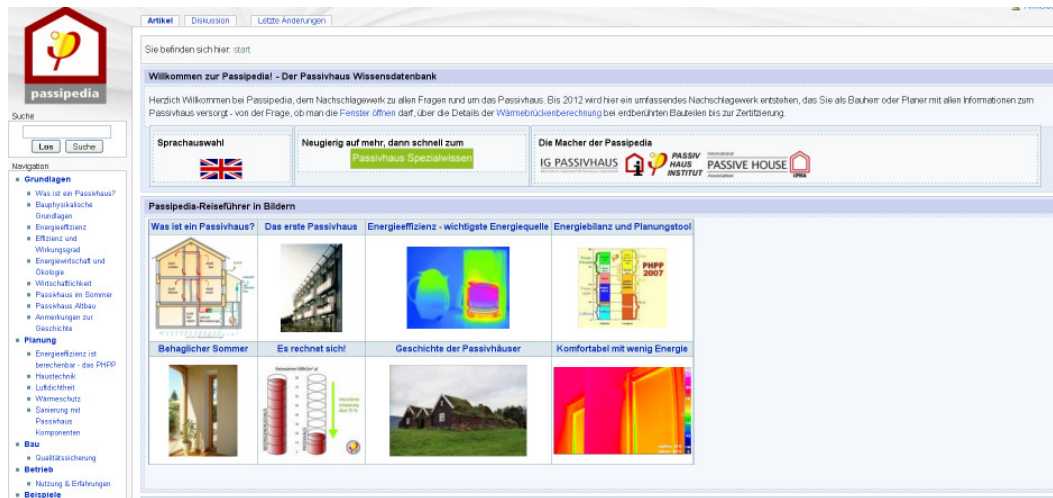 Artikel
Diskussion
Letzte Änderungen
Sie befinden sich hier: start
passipedia
Suche
Los
Suche
Navigation
Grundlagen
Was ist ein Passivhaus?
Bauphysikalische
Grundlagen
Energieeffizienz
Effizienz und
Wirkungsgrad
Energiewirtschaft und
Ökologie
Wirtschaftlichkeit
Passivhaus im Sommer
Passivhaus Altbau
Anmerkungen zur
Geschichte
Planung
Energieeffizienz ist
berechenbar - das PHPP
Haustechnik
Luftdichtheit
Wärmeschutz
Sanierung mit
Passivhaus
Komponenten
Bau
Qualitätssicherung
Betrieb
Nutzung & Erfahrungen
Beispiele
Willkommen zur Passipedia! - Der Passivhaus Wissensdatenbank
Herzlich Willkommen bei Passipedia, dem Nachschlagewerk zu allen Fragen rund um das Passivhaus. Bis 2012 wird hier ein umfassendes Nachschlagewerk entstehen, das Sie als Bauherr oder Planer mit allen Informationen zum
Passivhaus versorgt - von der Frage, ob man die Fenster öffnen darf, über die Details der Wärmebrückenberechnung bei erdberührten Bauteilen bis zur Zertifizierung.
Sprachauswahl
Neugierig auf mehr, dann schnell zum
Passivhaus Spezialwissen
Die Macher der Passipedia
IG PASSIVHAUS
PASSIV
HAUS
INSTITUT
International
PASSIVE HOUSE
Association
iPHA
Passipedia-Reiseführer in Bildern
Was ist ein Passivhaus?
Das erste Passivhaus
Energieeffizienz - wichtigste Energiequelle
Energiebilanz und Planungstool
PHPP
2007
Behaglicher Sommer
Es rechnet sich!
Geschichte der Passivhäuser
Komfortabel mit wenig Energie